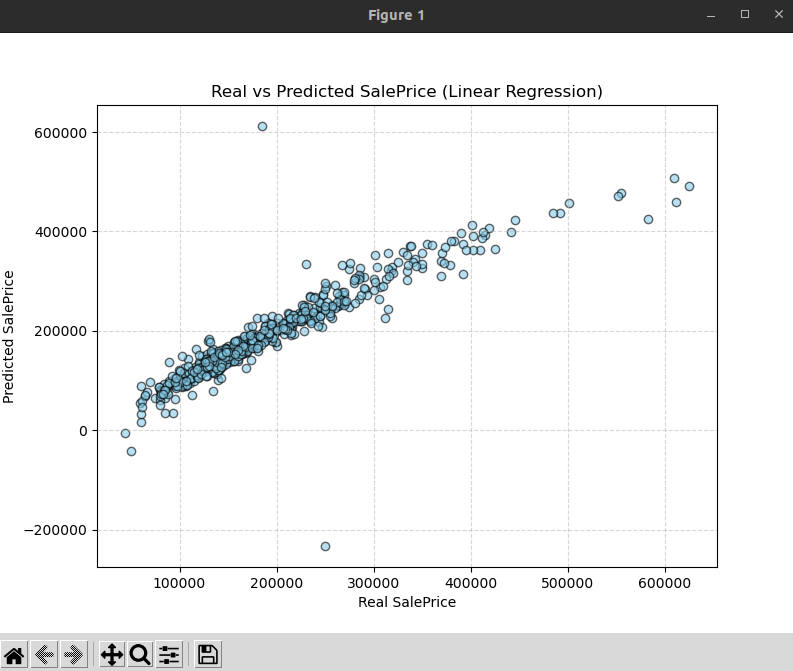 Figure 1
Real vs Predicted SalePrice (Linear Regression)
600000
400000
200000
0
−200000
Predicted SalePrice
100000 200000 300000 400000 500000 600000
Real SalePrice